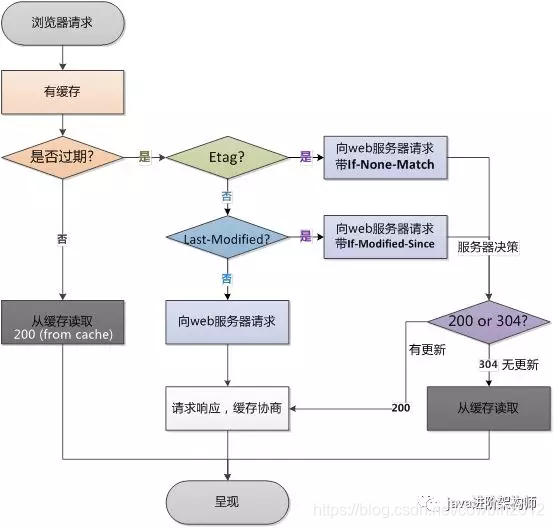 浏览器请求
有缓存
是否过期?
是
Etag?
是
向web服务器请求
带If-None-Match
否
否
Last-Modified?
是
向web服务器请求
带If-Modified-Since
服务器决策
否
从缓存读取
200 (from cache)
向web服务器请求
200 or 304?
有更新
304 无更新
请求响应，缓存协商
200
从缓存读取
呈现
java进阶架构师